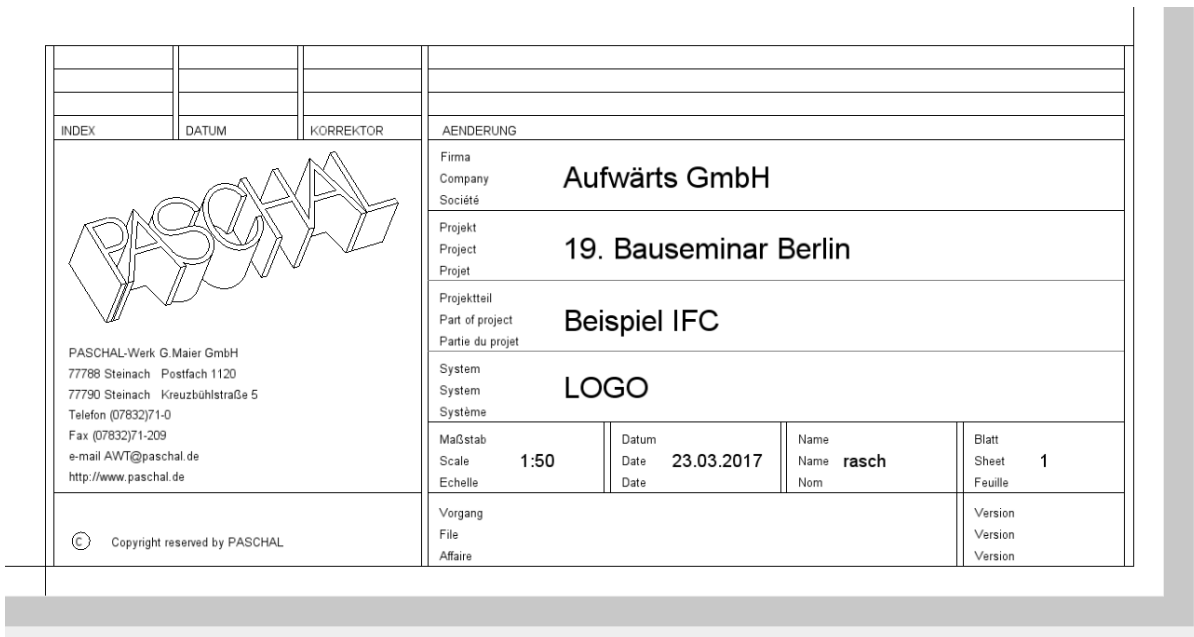 INDEX DATUM KORREKTOR AENDERUNG
PASCHAL
PASCHAL-Werk G.Maier GmbH
77788 Steinach Postfach 1120
77790 Steinach Kreuzbühlstraße 5
Telefon (07832)71-0
Fax (07832)71-209
e-mail AWT@paschal.de
http://www.paschal.de
C Copyright reserved by PASCHAL
Firma
Company Aufwärts GmbH
Société
Projekt
Project 19. Bauseminar Berlin
Projet
Projektteil
Part of project Beispiel IFC
Partie du projet
System
System LOGO
Système
Maßstab Datum Name Blatt
Scale 1:50 Date 23.03.2017 Name rasch Sheet 1
Echelle Date Nom Feuille
Vorgang Version
File Version
Affaire Version